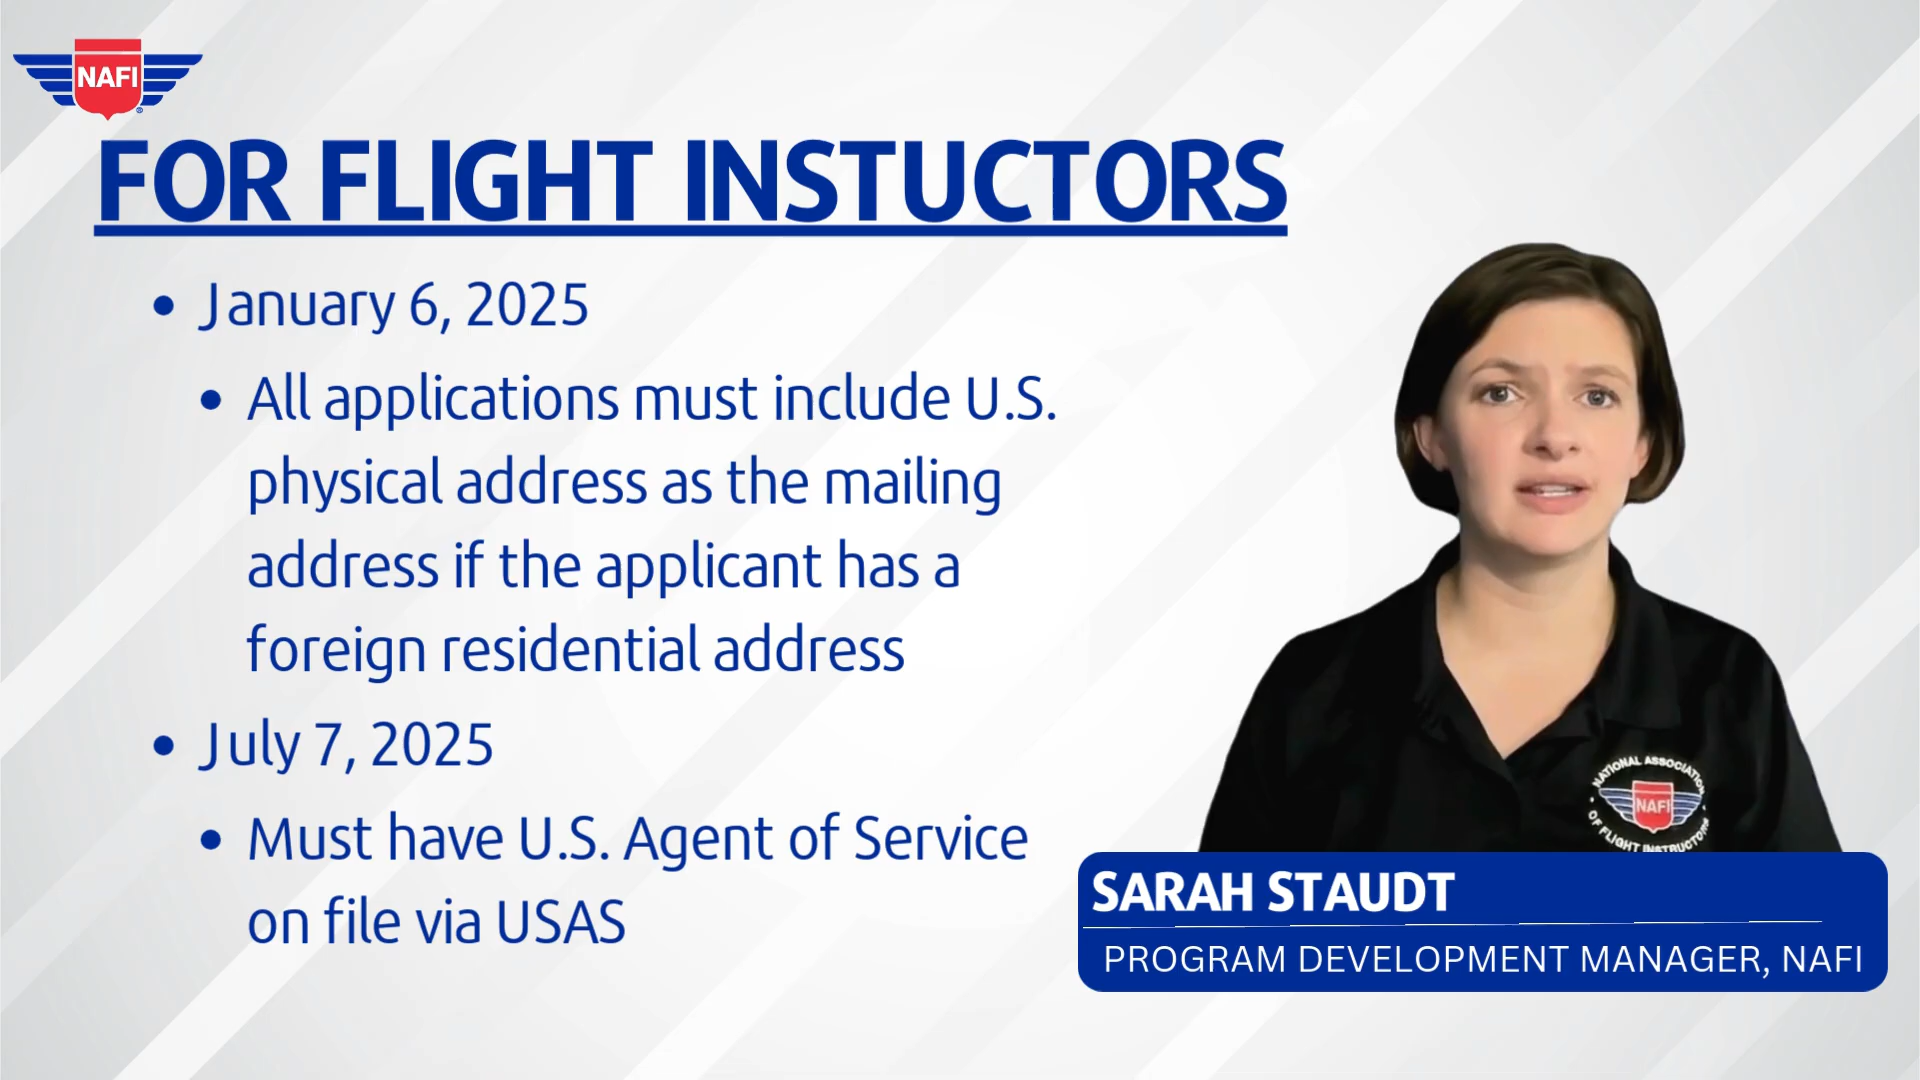 NAFI
FOR FLIGHT INSTUCTORS
• January 6, 2025
• All applications must include U.S.
physical address as the mailing
address if the applicant has a
foreign residential address
• July 7, 2025
• Must have U.S. Agent of Service
on file via USAS
NATIONAL ASSOCIATION
NAFI
OF FLIGHT INSTRUCTORS
SARAH STAUDT
PROGRAM DEVELOPMENT MANAGER, NAFI